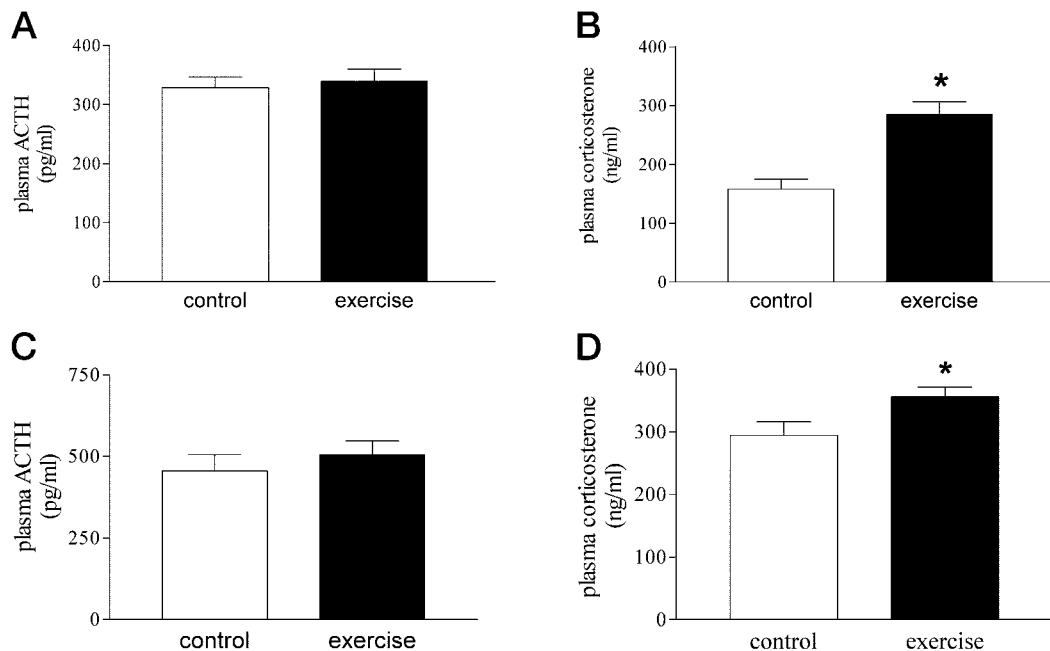 A
400
300
200
100
0
plasma ACTH
(pg/ml)
control
exercise
B
400
300
200
100
0
plasma corticosterone
(ng/ml)
*
control
exercise
C
750
500
250
0
plasma ACTH
(pg/ml)
control
exercise
D
400
300
200
100
0
plasma corticosterone
(ng/ml)
*
control
exercise